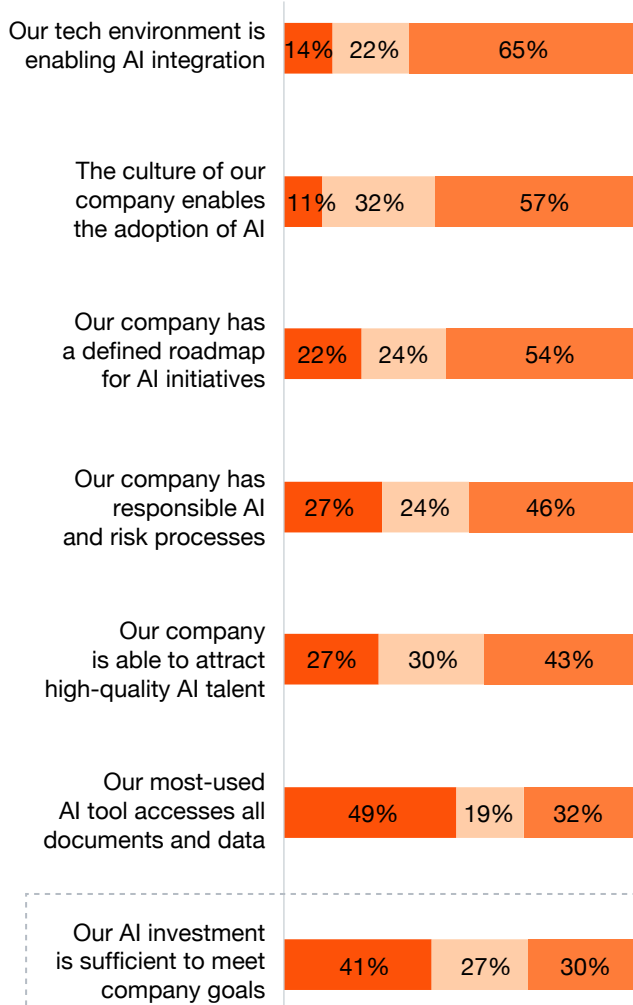 Our tech environment is
enabling AI integration
14% 22% 65%
The culture of our
company enables
the adoption of AI
11% 32% 57%
Our company has
a defined roadmap
for AI initiatives
22% 24% 54%
Our company has
responsible AI
and risk processes
27% 24% 46%
Our company
is able to attract
high-quality AI talent
27% 30% 43%
Our most-used
AI tool accesses all
documents and data
49% 19% 32%
Our AI investment
is sufficient to meet
company goals
41% 27% 30%